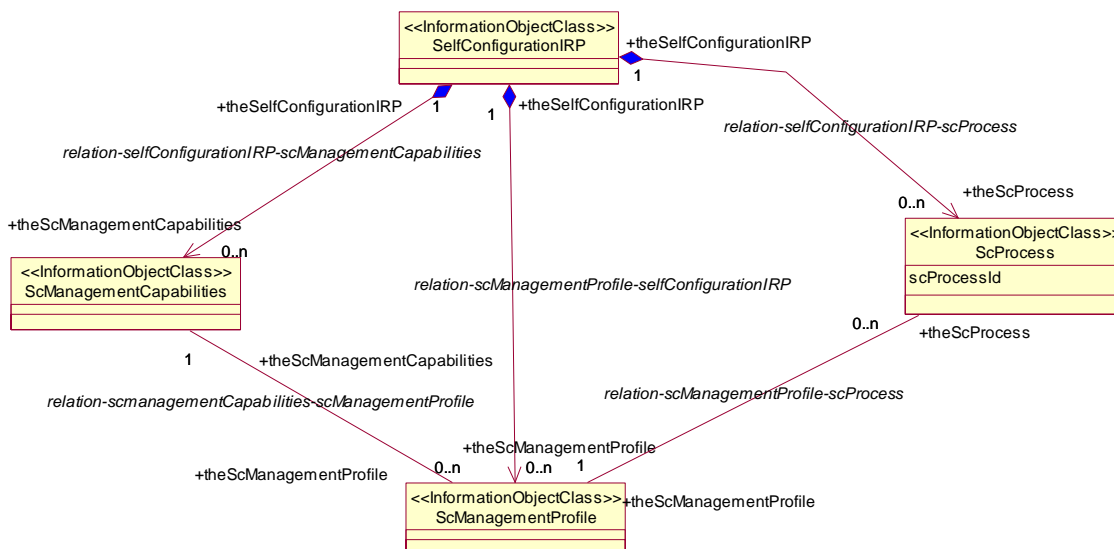 <<InformationObjectClass>>
SelfConfigurationIRP
+theSelfConfigurationIRP
1
+theSelfConfigurationIRP
1
+theSelfConfigurationIRP
1
relation-selfConfigurationIRP-scProcess
relation-selfConfigurationIRP-scManagementCapabilities
+theScProcess
0..n
+theScManagementCapabilities
0..n
<<InformationObjectClass>>
ScProcess
scProcessId
<<InformationObjectClass>>
ScManagementCapabilities
relation-scManagementProfile-selfConfigurationIRP
0..n
+theScProcess
1
+theScManagementCapabilities
relation-scmanagementCapabilities-scManagementProfile
relation-scManagementProfile-scProcess
+theScManagementProfile
0..n
0..n
1
+theScManagementProfile
<<InformationObjectClass>>
ScManagementProfile
+theScManagementProfile